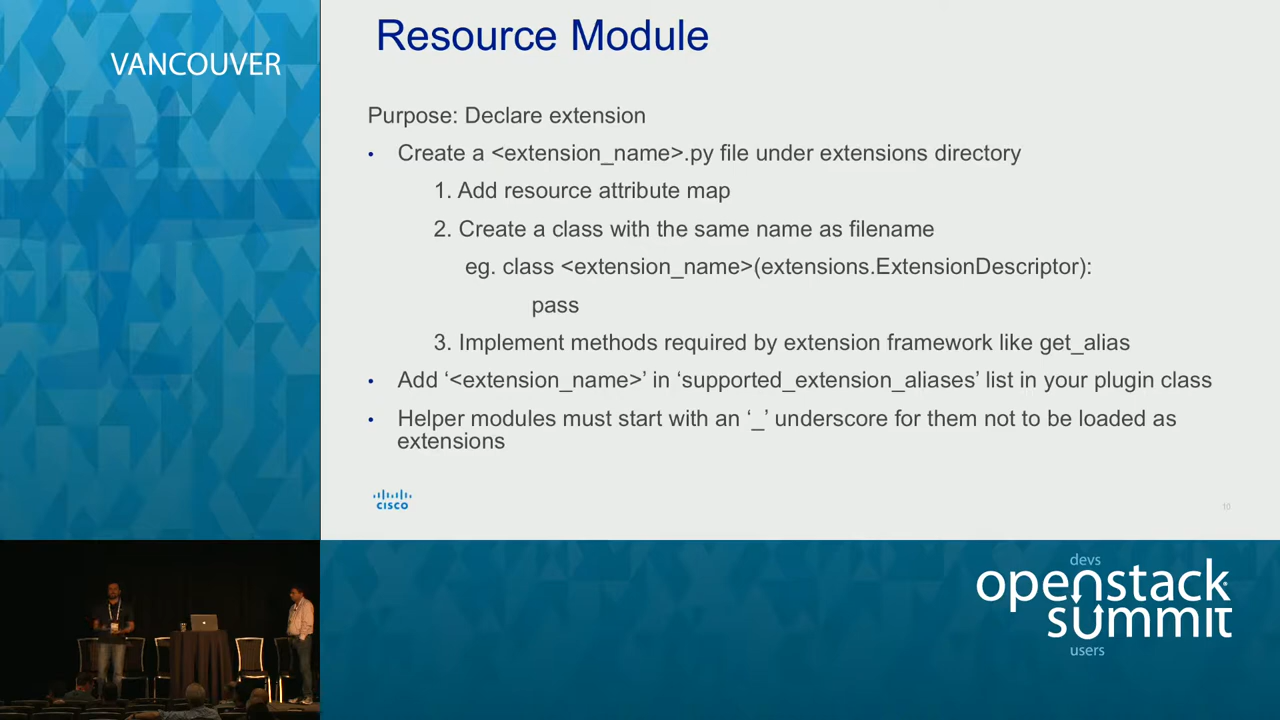 VANCOUVER
Resource Module
Purpose: Declare extension
• Create a <extension_name>.py file under extensions directory
1. Add resource attribute map
2. Create a class with the same name as filename
eg. class <extension_name>(extensions.ExtensionDescriptor):
pass
3. Implement methods required by extension framework like get_alias
• Add ‘<extension_name>’ in ‘supported_extension_aliases’ list in your plugin class
• Helper modules must start with an ‘_’ underscore for them not to be loaded as
extensions
CISCO
10
devs
openstack
summit
users